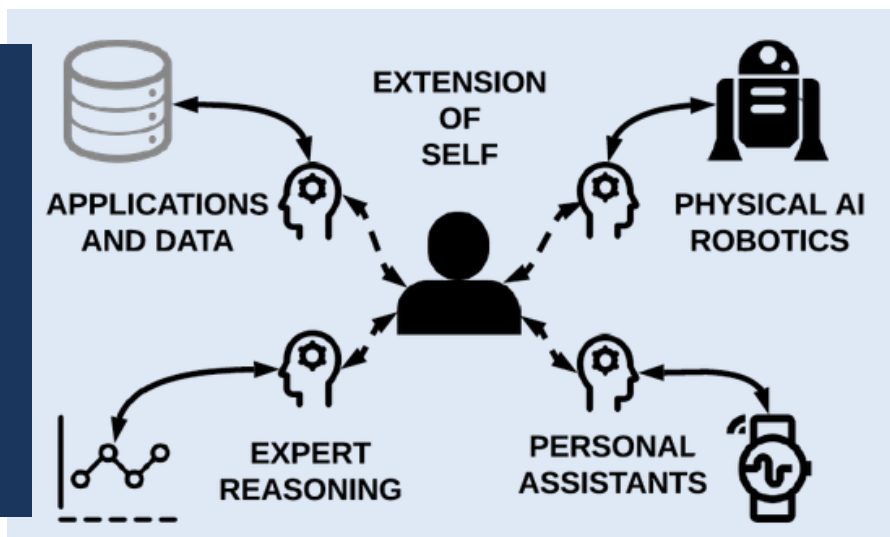 EXTENSION
OF
SELF
APPLICATIONS
AND DATA
PHYSICAL AI
ROBOTICS
EXPERT
REASONING
PERSONAL
ASSISTANTS